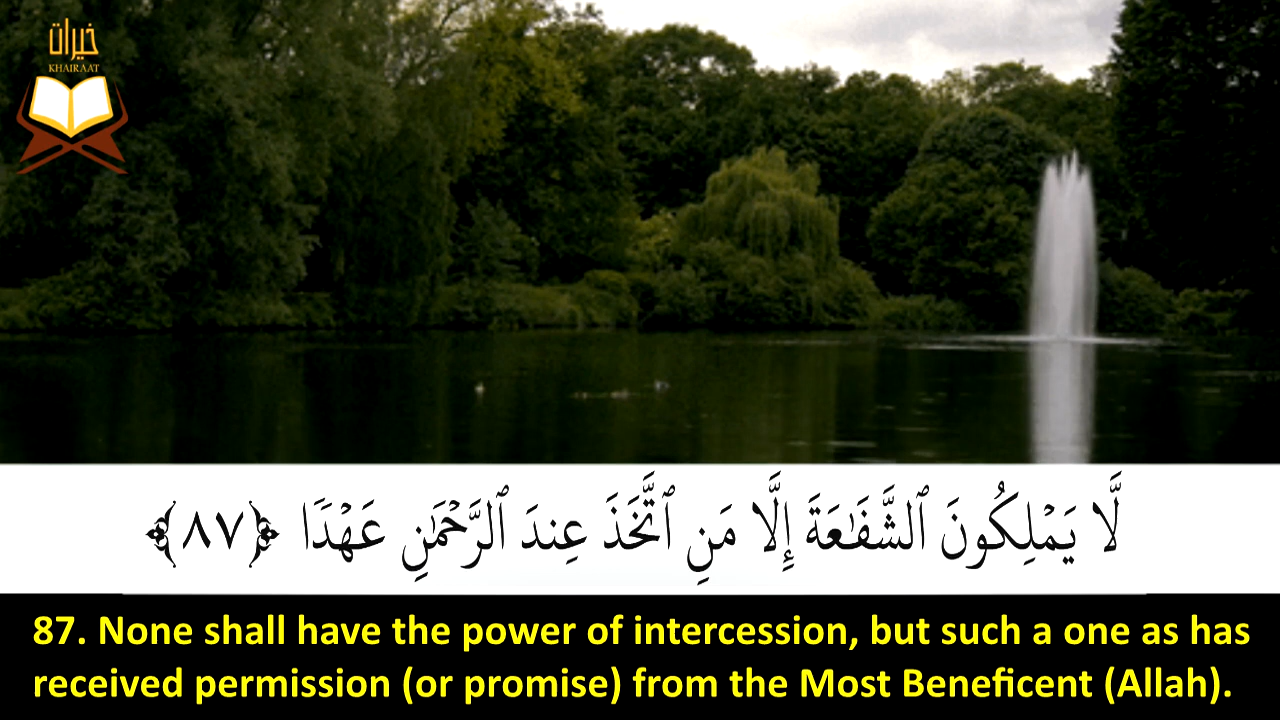 خيرات
KHAIRAAT
لَّا يَمْلِكُونَ ٱلشَّفَـٰعَةَ إِلَّا مَنِ ٱتَّخَذَ عِندَ ٱلرَّحْمَـٰنِ عَهْدًا ﴿٨٧﴾
87. None shall have the power of intercession, but such a one as has
received permission (or promise) from the Most Beneficent (Allah).